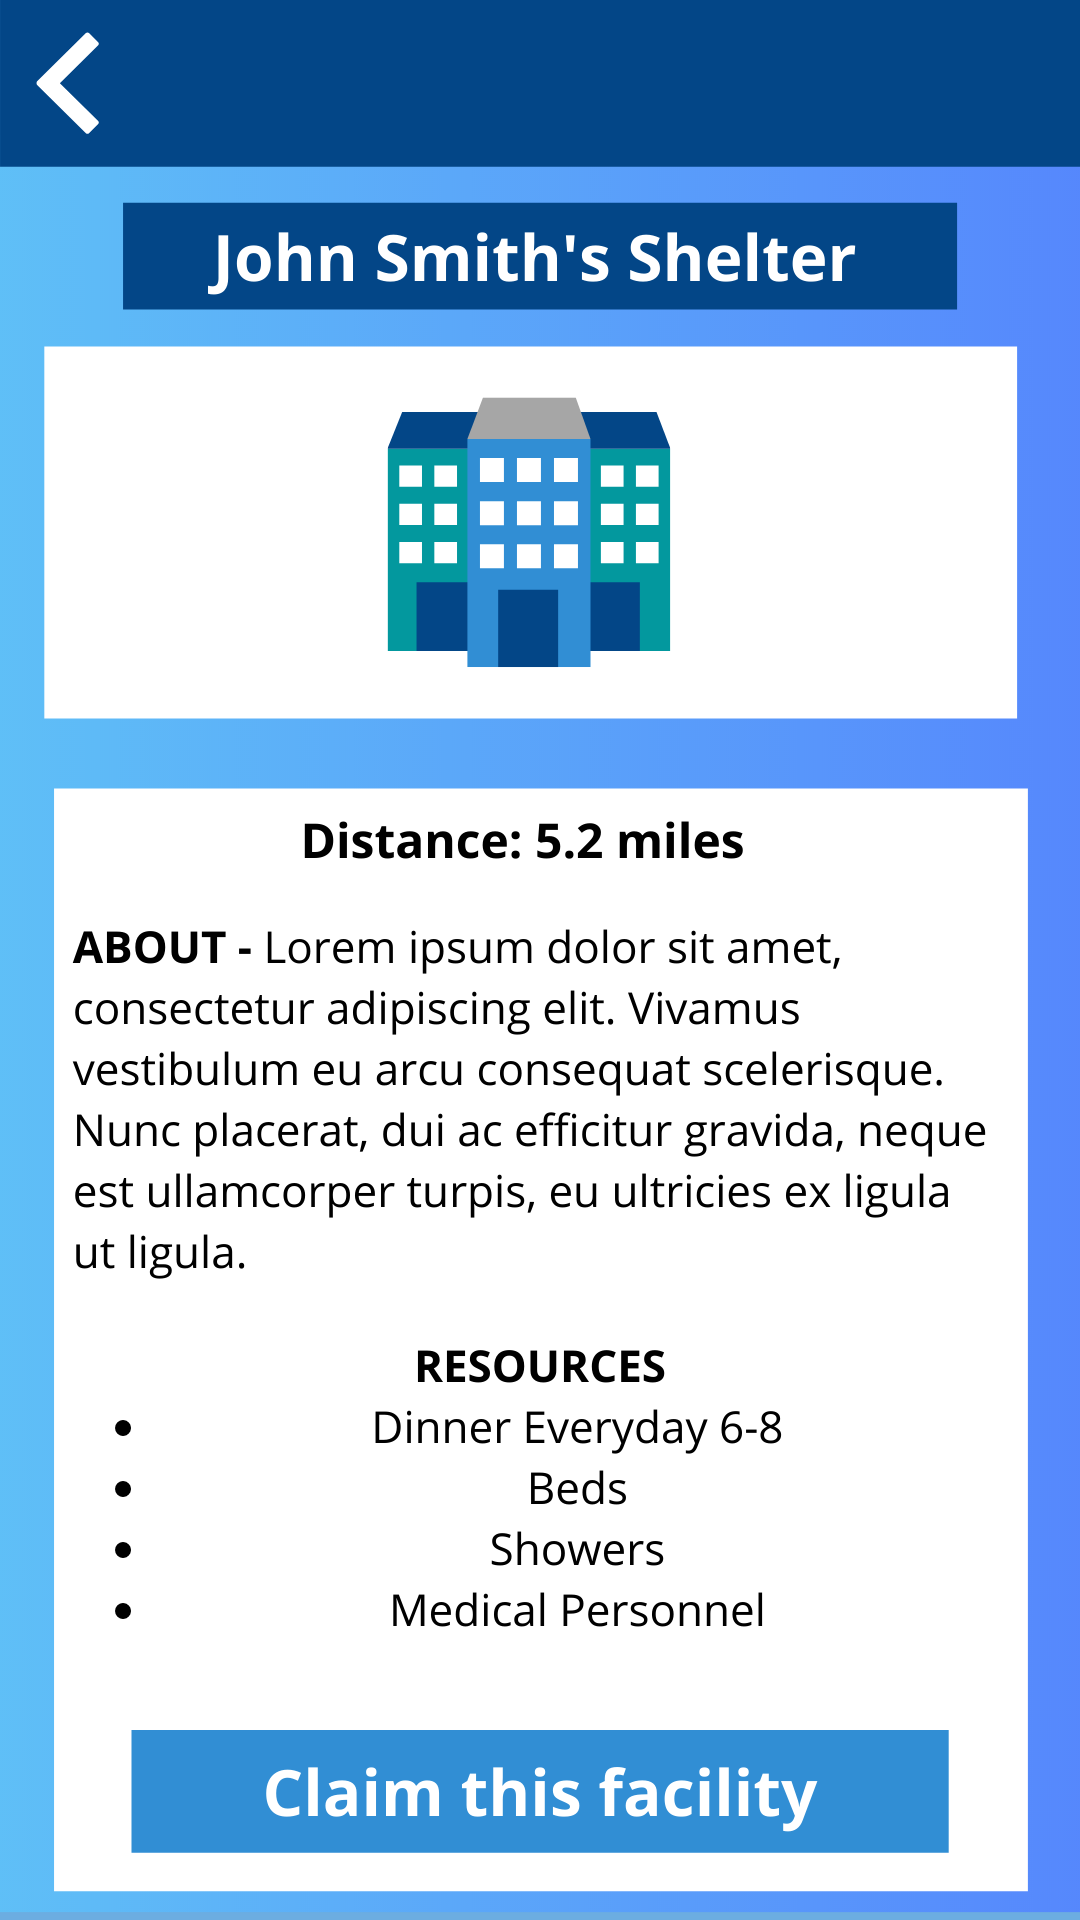 John Smith's Shelter
Distance: 5.2 miles
ABOUT - Lorem ipsum dolor sit amet,
consectetur adipiscing elit. Vivamus
vestibulum eu arcu consequat scelerisque.
Nunc placerat, dui ac efficitur gravida, neque
est ullamcorper turpis, eu ultricies ex ligula
ut ligula.
RESOURCES
• Dinner Everyday 6-8
• Beds
• Showers
• Medical Personnel
Claim this facility